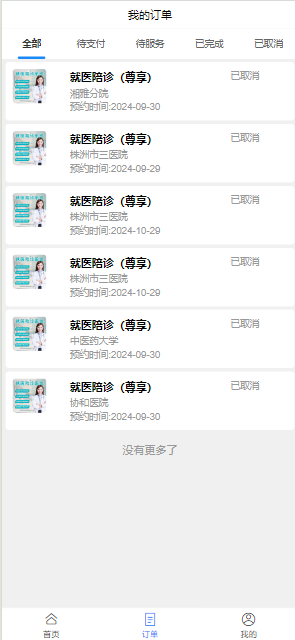 我的订单
全部 待支付 待服务 已完成 已取消
就医陪诊（尊享） 已取消
湘雅分院
预约时间:2024-09-30
就医陪诊（尊享） 已取消
株洲市三医院
预约时间:2024-09-29
就医陪诊（尊享） 已取消
株洲市三医院
预约时间:2024-10-29
就医陪诊（尊享） 已取消
株洲市三医院
预约时间:2024-10-29
就医陪诊（尊享） 已取消
中医药大学
预约时间:2024-09-30
就医陪诊（尊享） 已取消
协和医院
预约时间:2024-09-30
没有更多了
首页 订单 我的